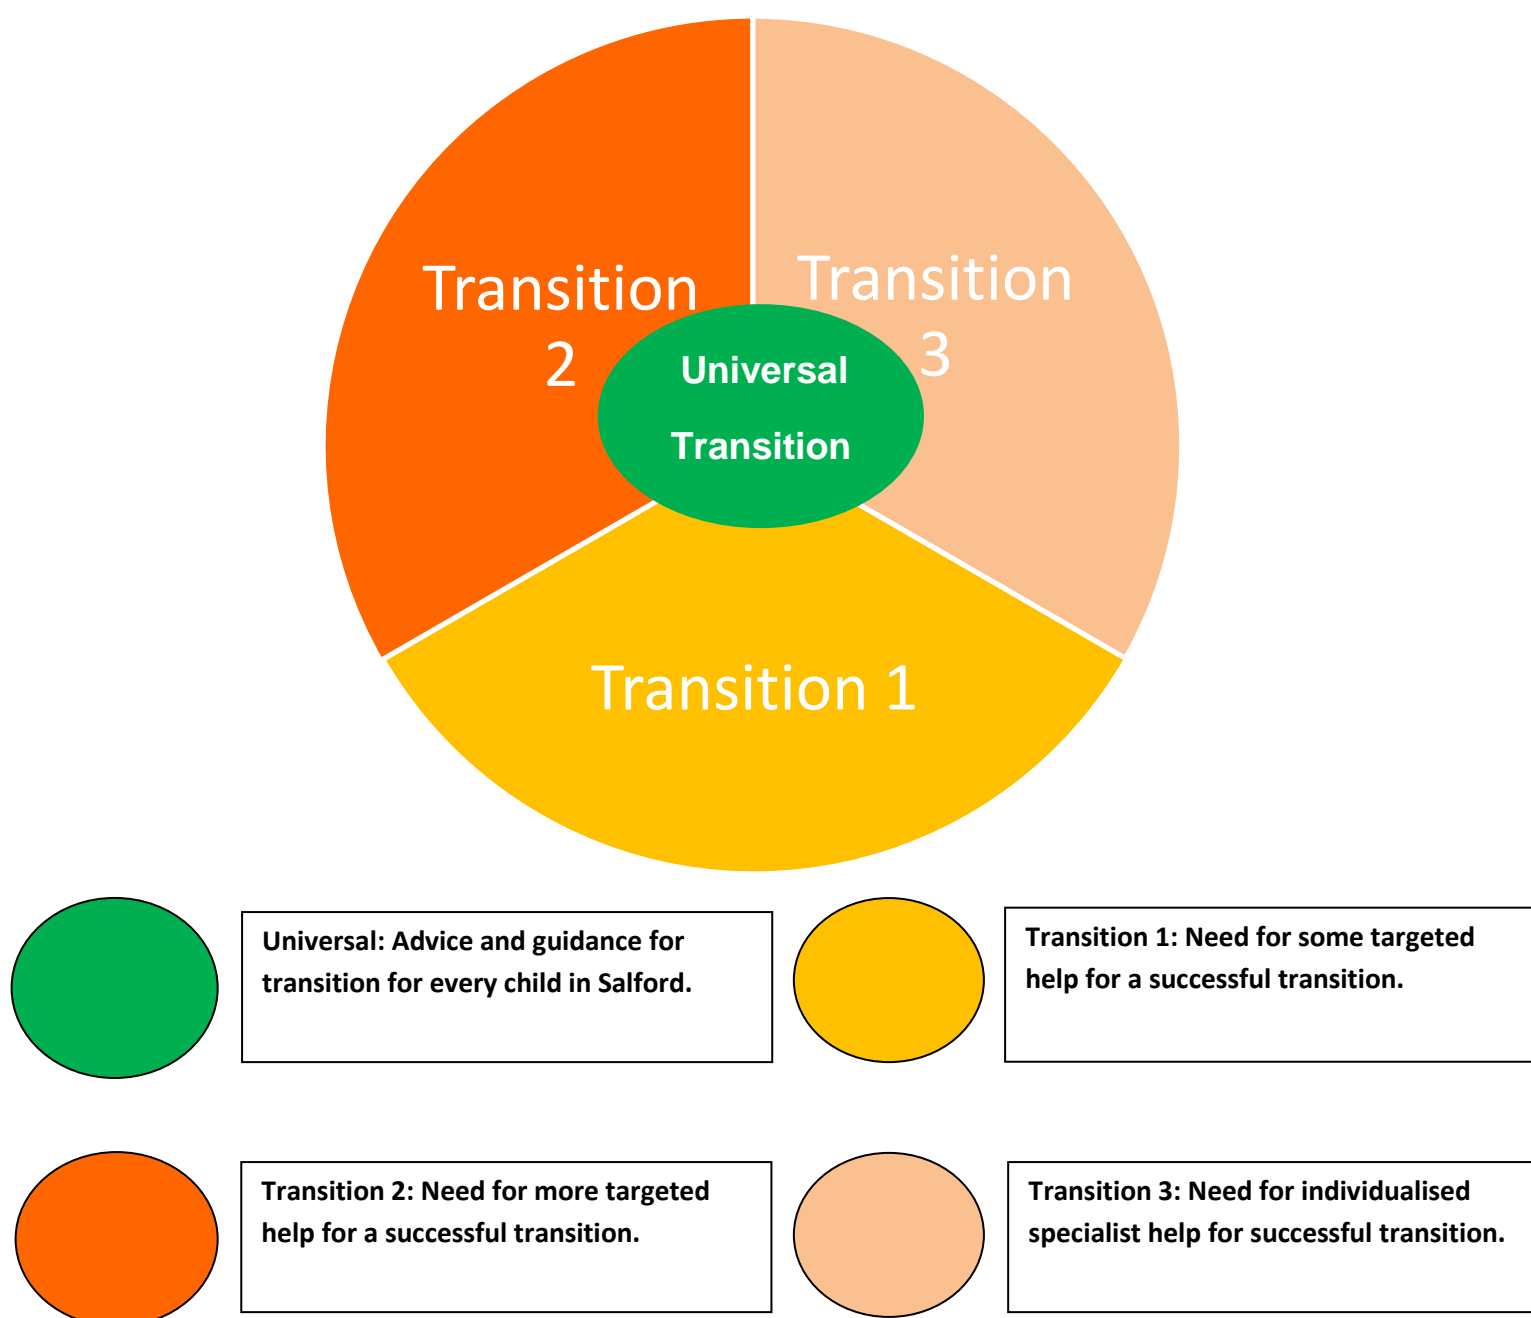 Transition
2
Transition
3
Universal
Transition
Transition 1
Universal: Advice and guidance for
transition for every child in Salford.
Transition 1: Need for some targeted
help for a successful transition.
Transition 2: Need for more targeted
help for a successful transition.
Transition 3: Need for individualised
specialist help for successful transition.